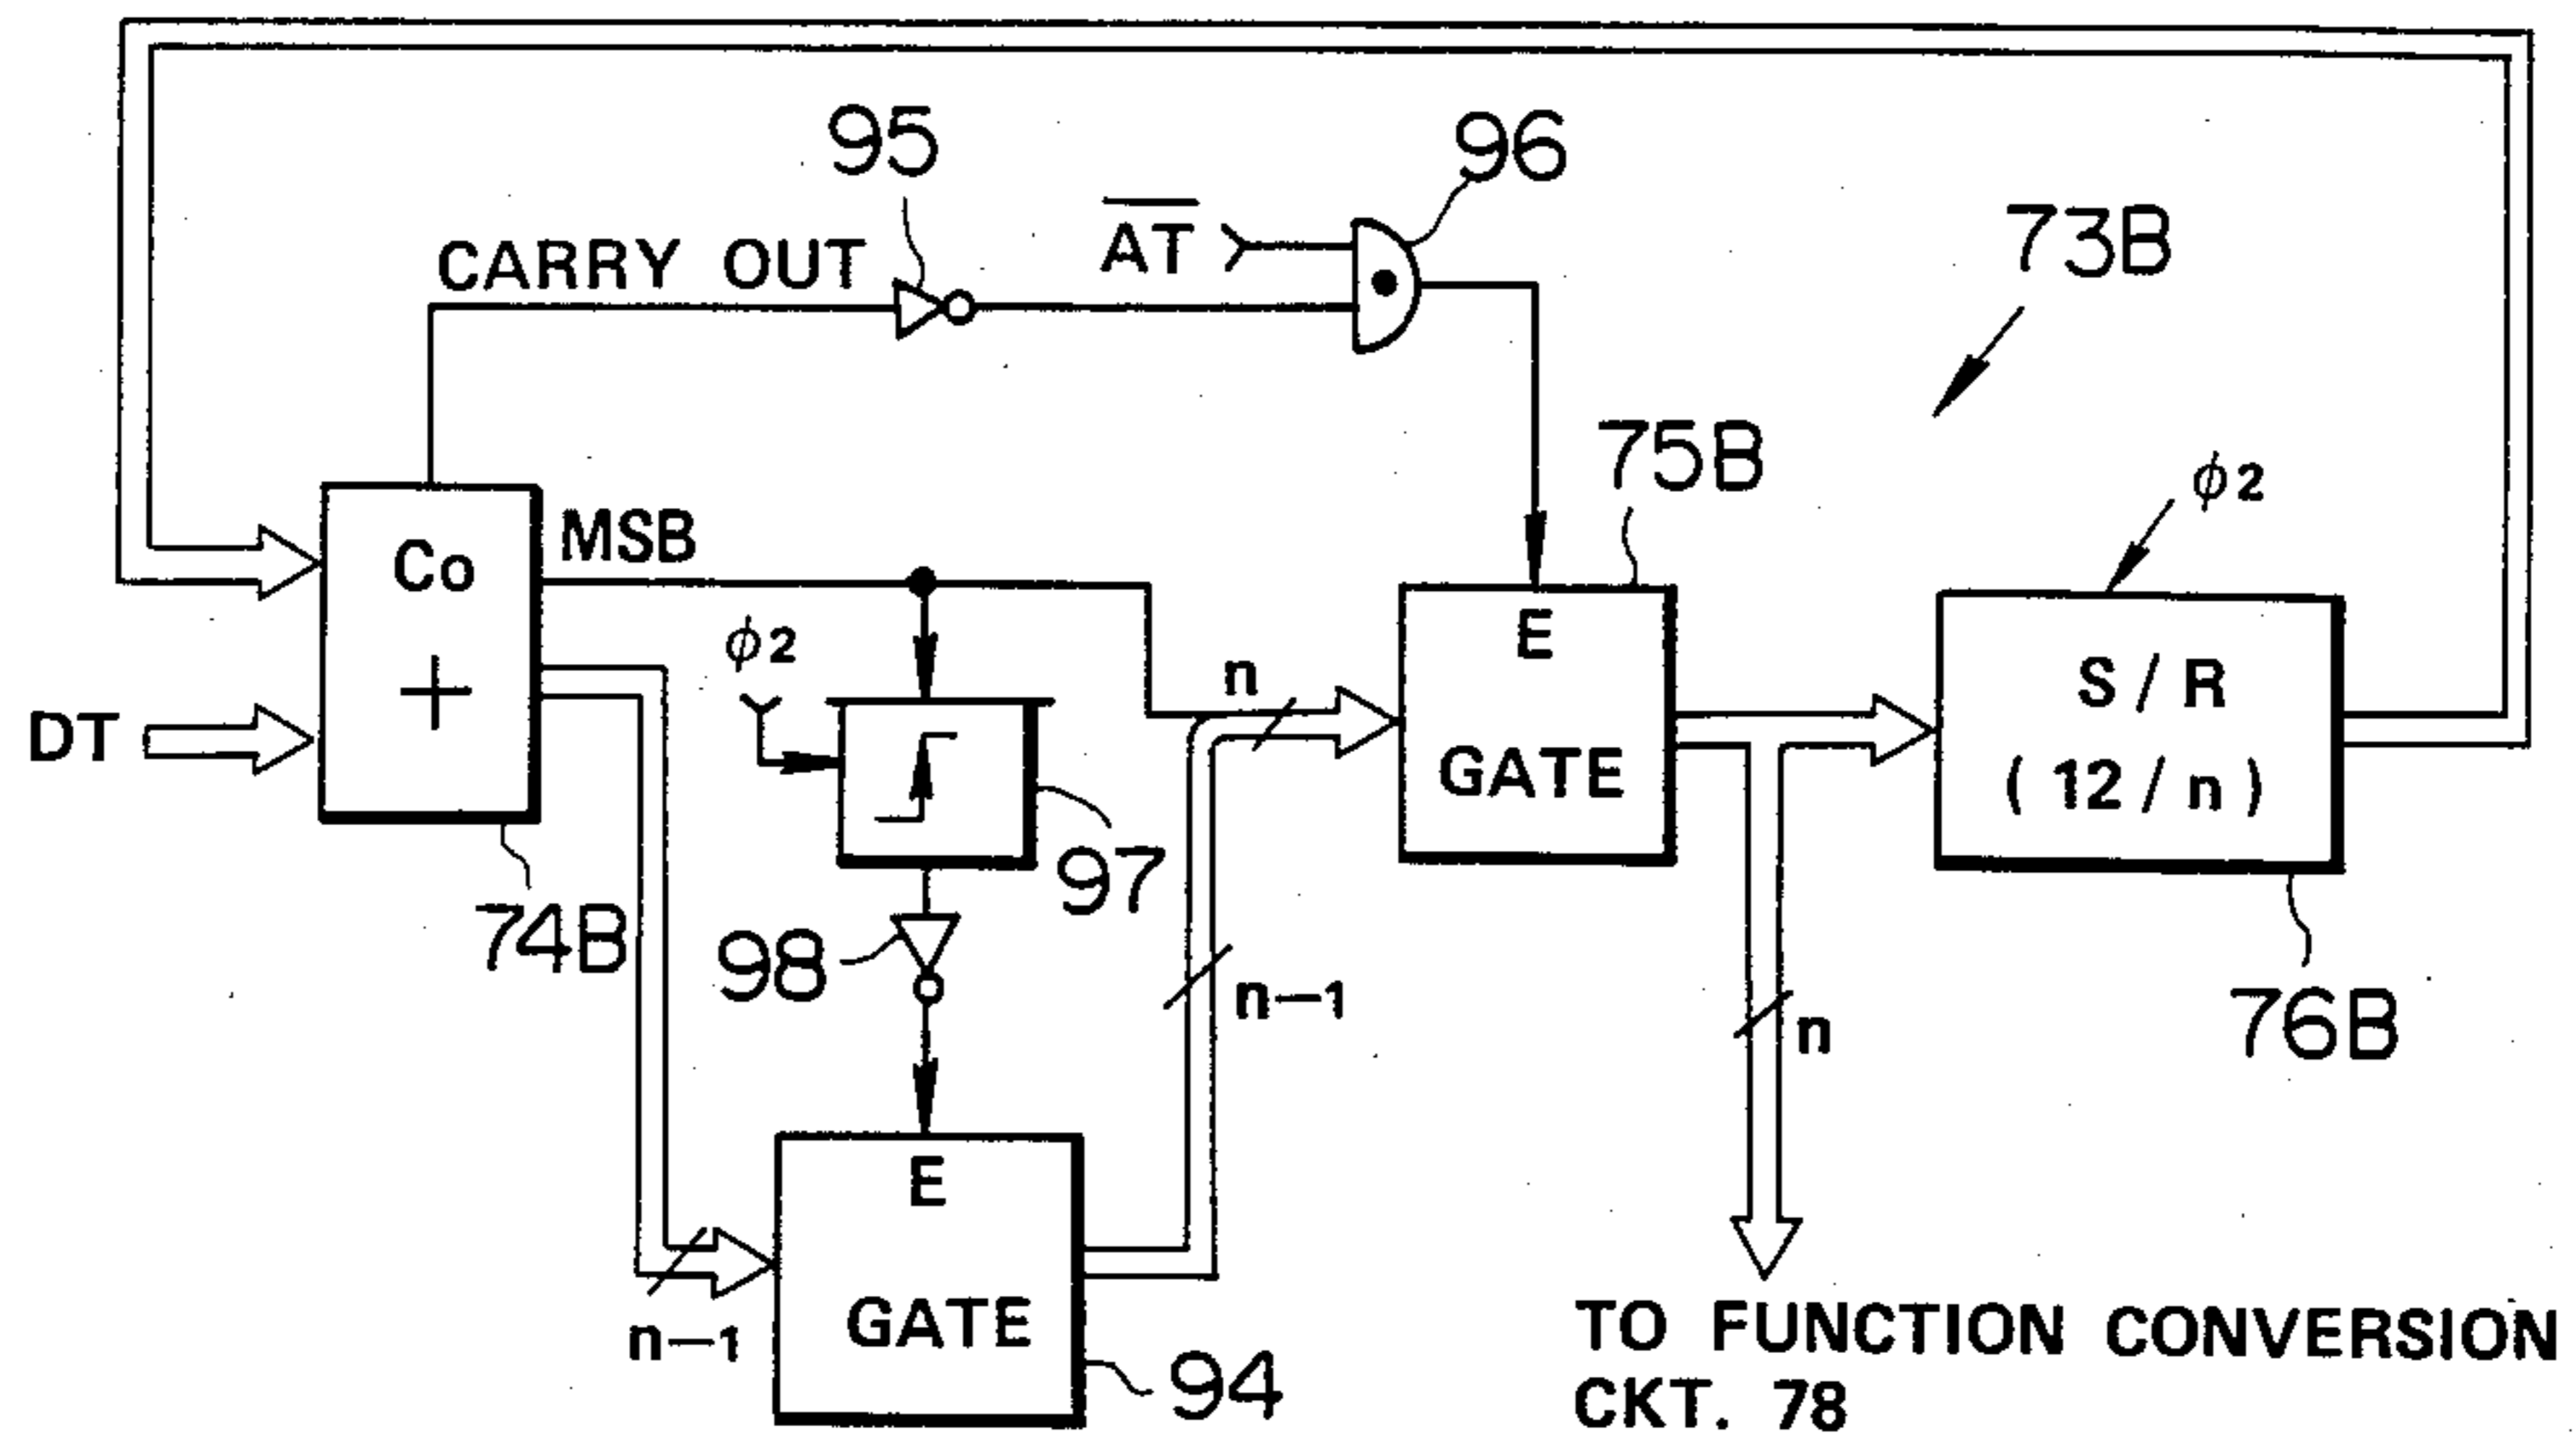 95
96
CARRY OUT
AT
73B
75B
ϕ2
Co
MSB
+
DT
ϕ2
n
E
GATE
S/R
(12/n)
97
74B
98
n-1
n
76B
E
GATE
n-1
94
TO FUNCTION CONVERSION
CKT. 78